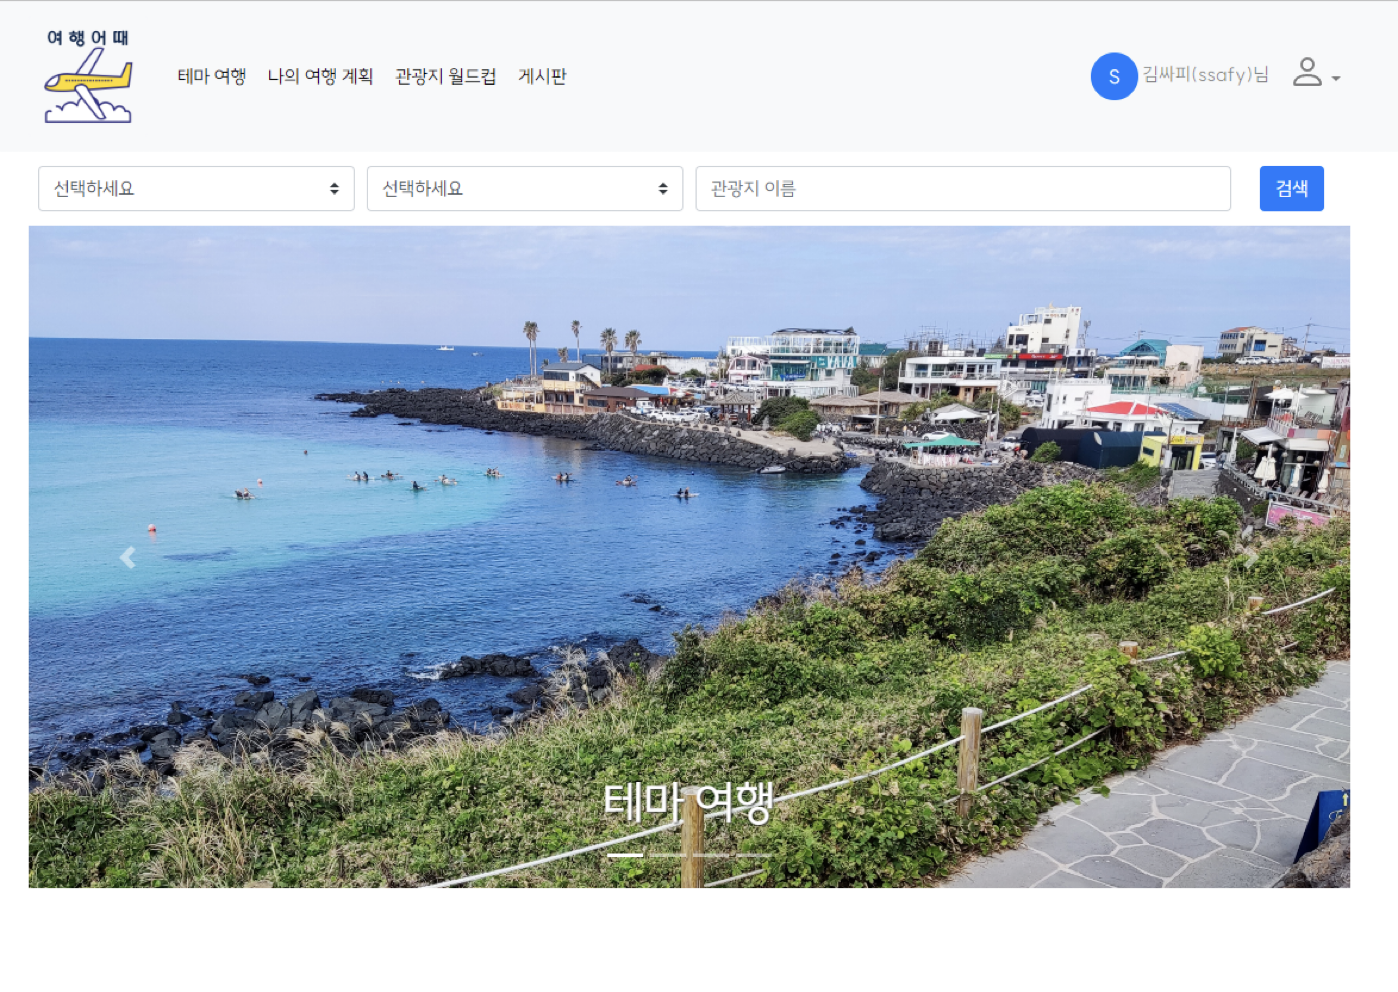 여행어때
테마 여행 나의 여행 계획 관광지 월드컵 게시판
S 김싸피(ssafy)님
선택하세요 선택하세요 관광지 이름 검색
테마 여행